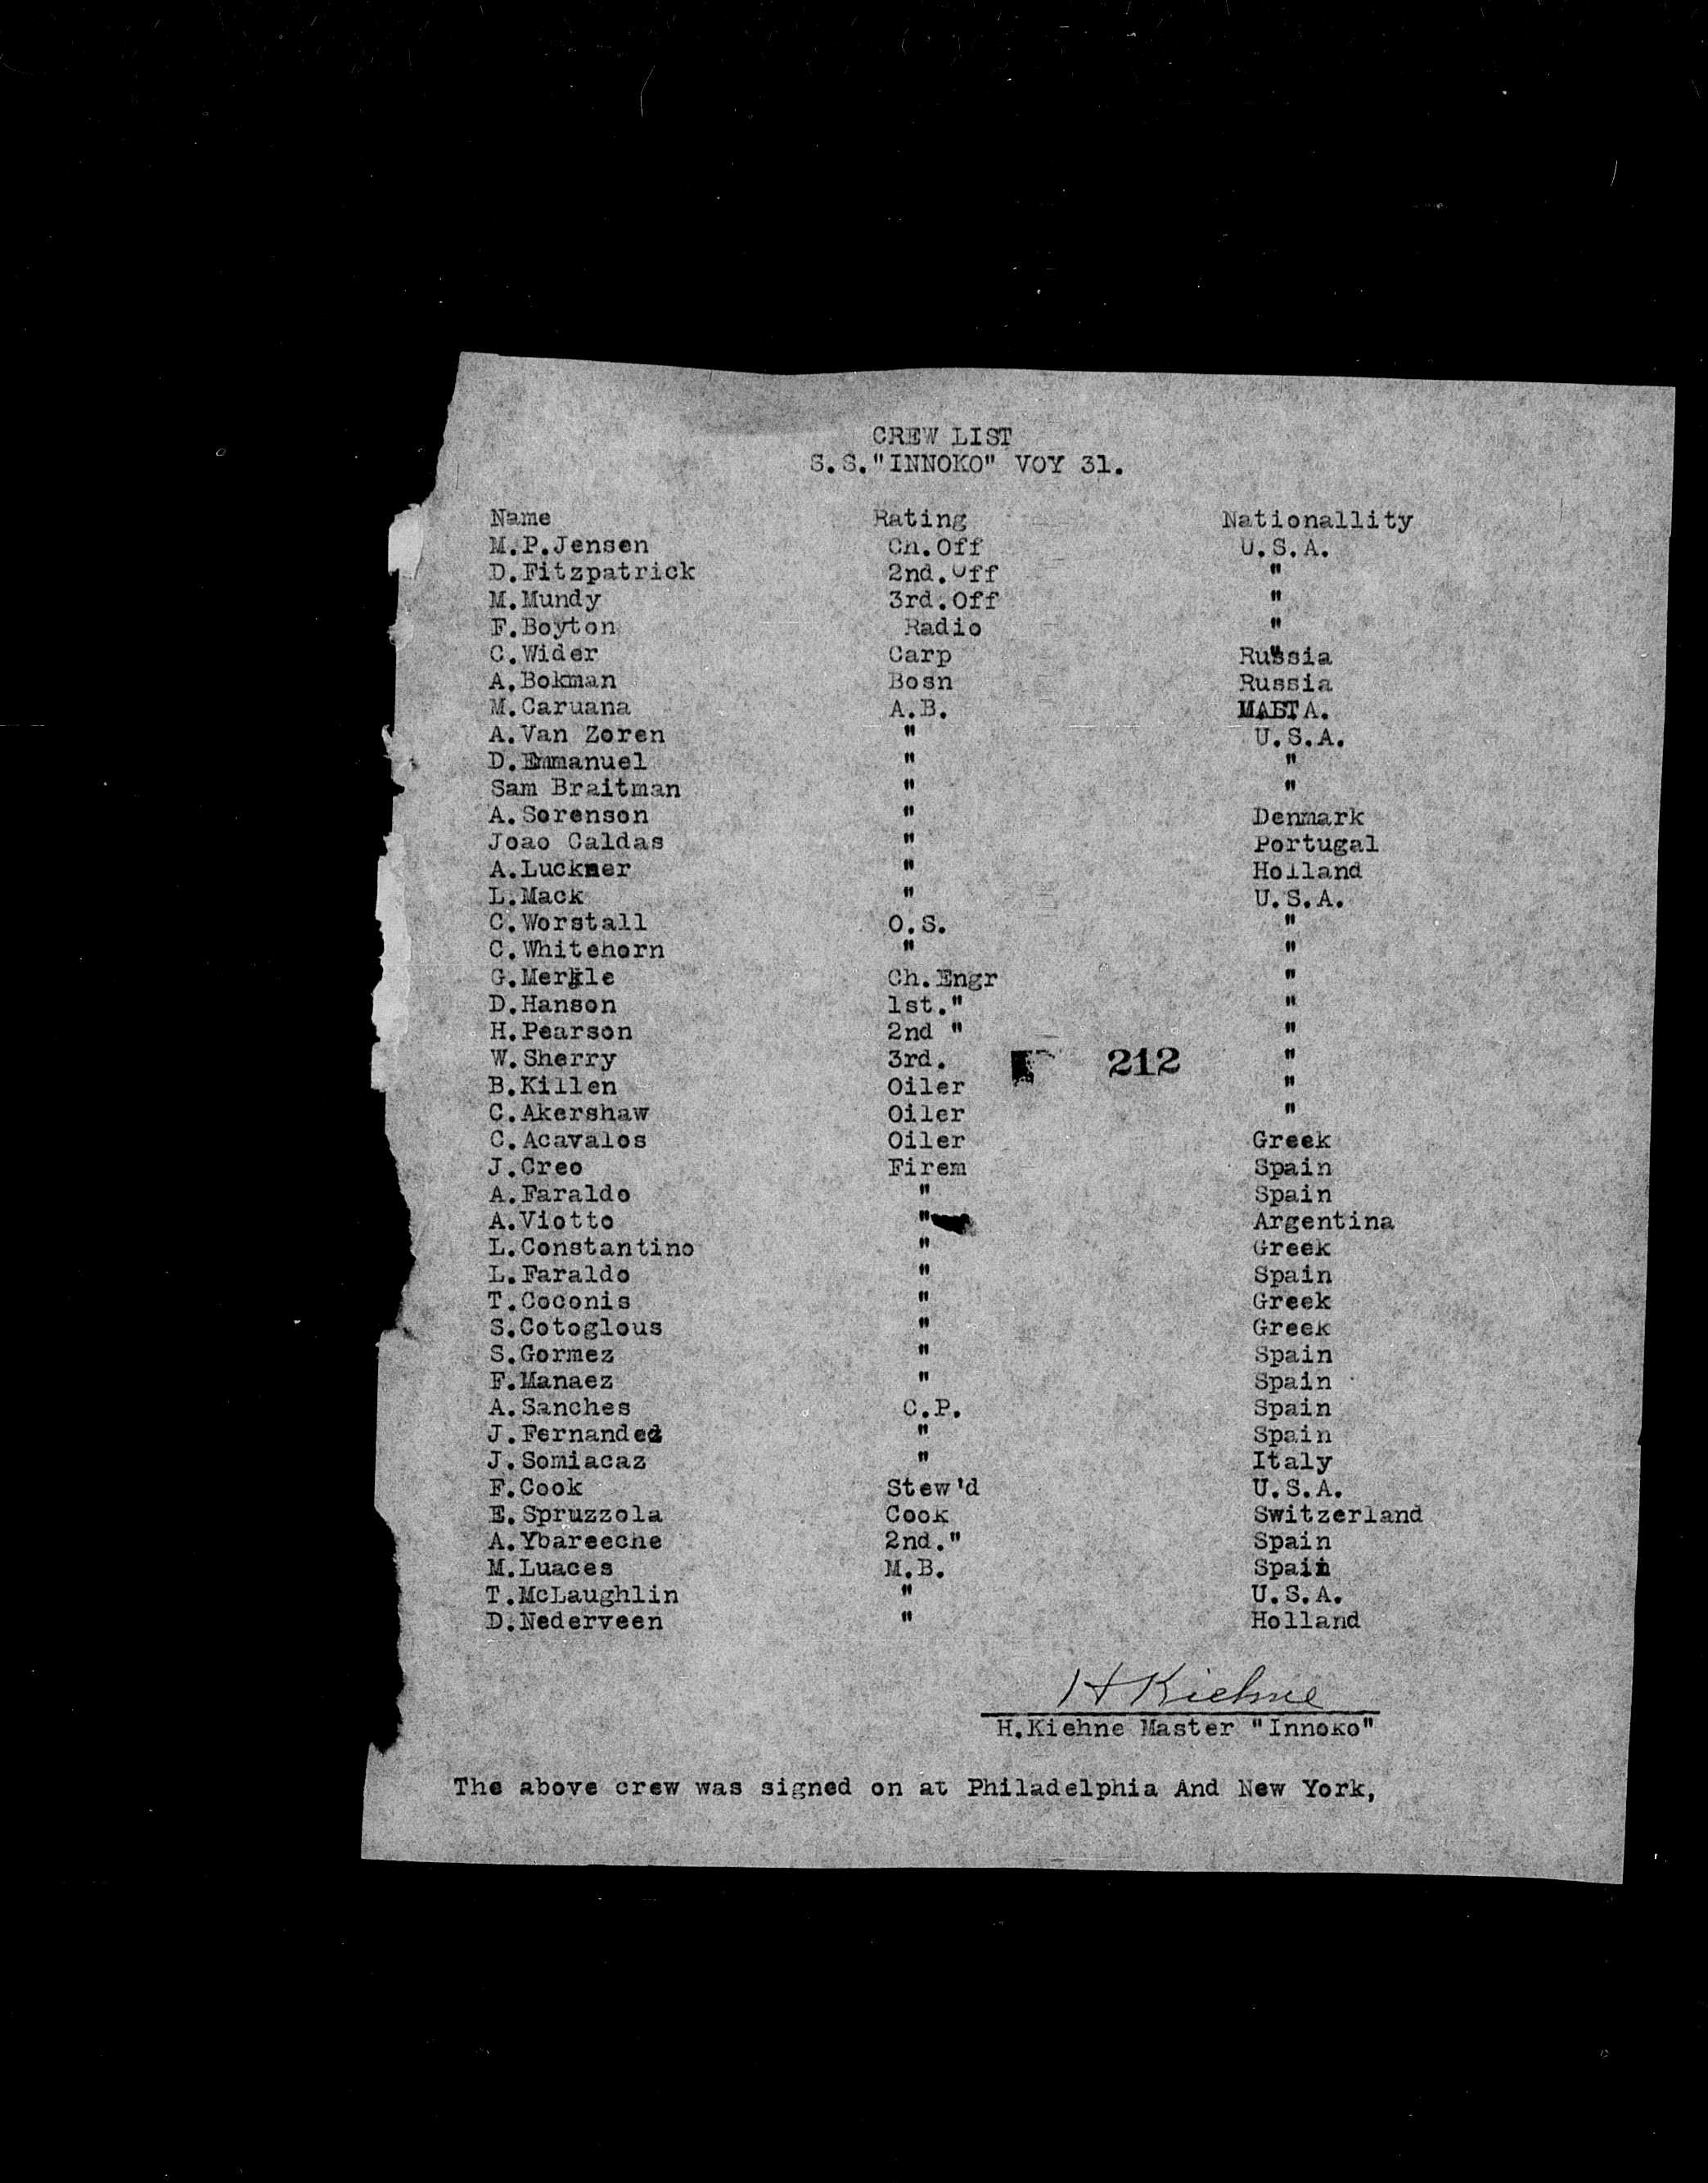 CREW LIST
S.S."INNOKO" VOY 31.
Name Rating Nationallity
M.P.Jensen Ch.Off U.S.A.
D.Fitzpatrick 2nd.Off "
M.Mundy 3rd.Off "
F.Boyton Radio "
C.Wider Carp Russia
A.Bokman Bosn Russia
M.Caruana A.B. MALTA.
A.Van Zoren " U.S.A.
D.Emmanuel " "
Sam Braitman " "
A.Sorenson " Denmark
Joao Caldas " Portugal
A.Luckner " Holland
L.Mack " U.S.A.
C.Worstall O.S. "
C.Whitehorn " "
G.Merkle Ch.Engr "
D.Hanson 1st." "
H.Pearson 2nd " "
W.Sherry 3rd. 212 "
B.Killen Oiler "
C.Akershaw Oiler "
C.Acavalos Oiler Greek
J.Creo Firem Spain
A.Faraldo " Spain
A.Viotto " Argentina
L.Constantino " Greek
L.Faraldo " Spain
T.Coconis " Greek
S.Cotoglous " Greek
S.Gormez " Spain
F.Manaez " Spain
A.Sanches C.P. Spain
J.Fernanded " Spain
J.Somiacaz " Italy
F.Cook Stew'd U.S.A.
E.Spruzzola Cook Switzerland
A.Ybareeche 2nd." Spain
M.Luaces M.B. Spain
T.McLaughlin " U.S.A.
D.Nederveen " Holland
H Kiehne
H.Kiehne Master "Innoko"
The above crew was signed on at Philadelphia And New York,